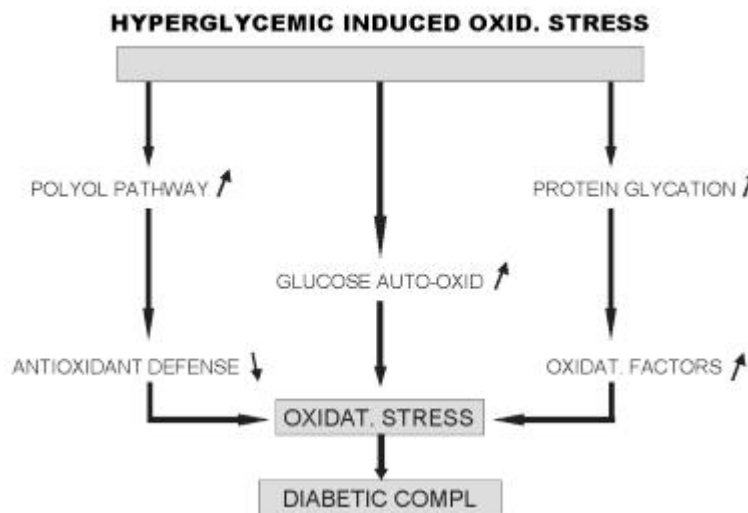 HYPERGLYCEMIC INDUCED OXID. STRESS
POLYOL PATHWAY
PROTEIN GLYCATION
GLUCOSE AUTO-OXID
ANTIOXIDANT DEFENSE
OXIDAT. FACTORS
OXIDAT. STRESS
DIABETIC COMPL